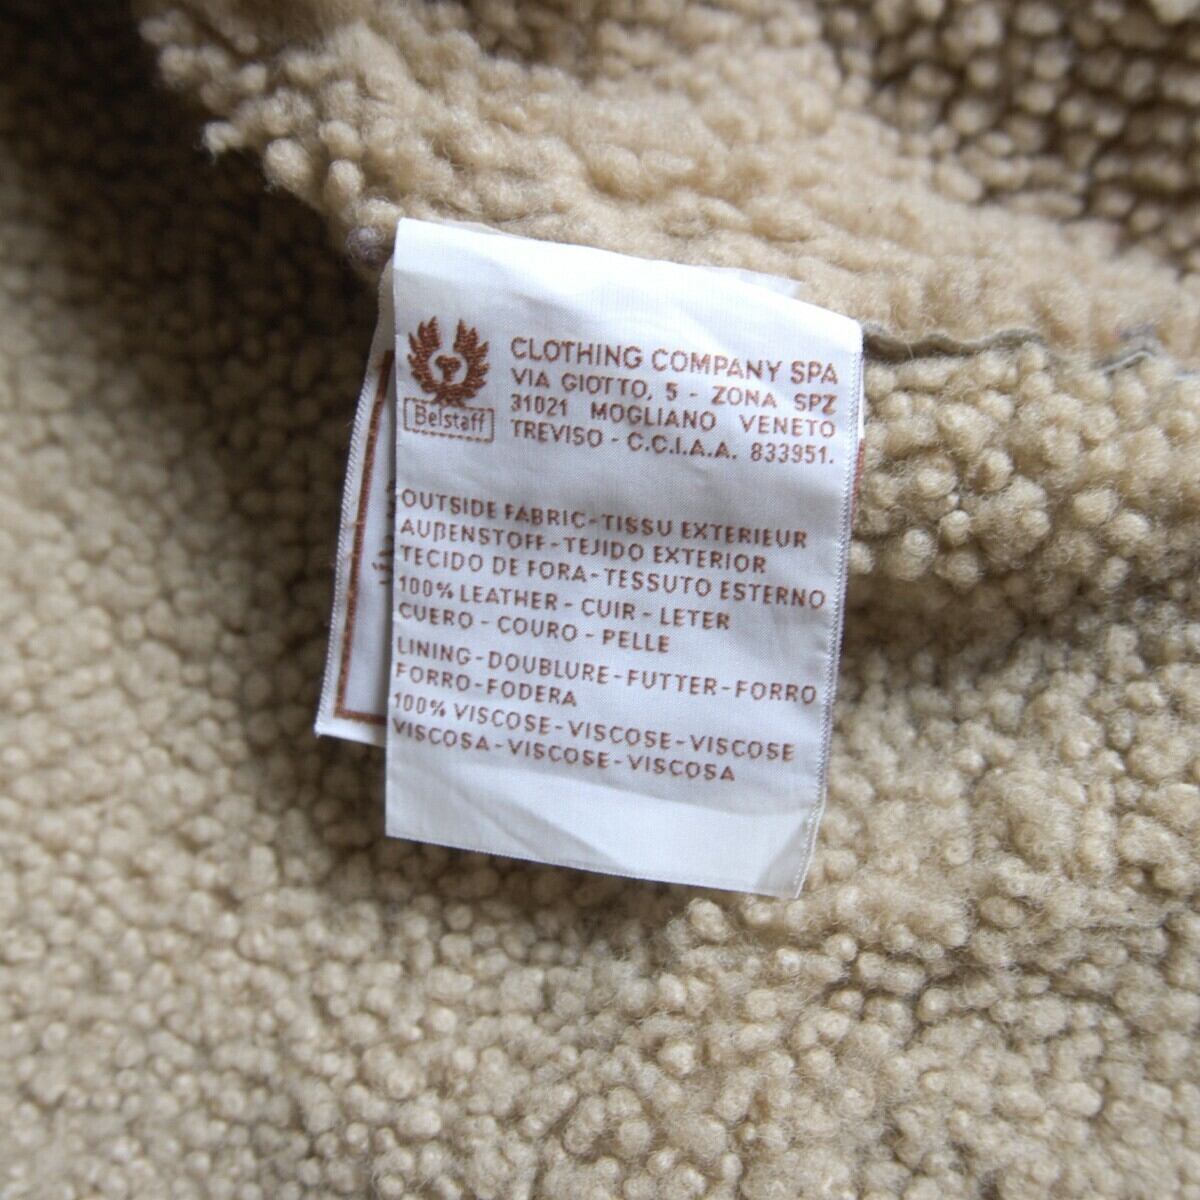 Belstaff
CLOTHING COMPANY SPA
VIA GIOTTO, 5 - ZONA SPZ
31021 MOGLIANO VENETO
TREVISO - C.C.I.A.A. 833951.
OUTSIDE FABRIC-TISSU EXTERIEUR
AUßENSTOFF-TEJIDO EXTERIOR
TECIDO DE FORA-TESSUTO ESTERNO
100% LEATHER - CUIR - LETER
CUERO - COURO - PELLE
LINING-DOUBLURE-FUTTER-FORRO
FORRO-FODERA
100% VISCOSE-VISCOSE-VISCOSE
VISCOSA-VISCOSE-VISCOSA